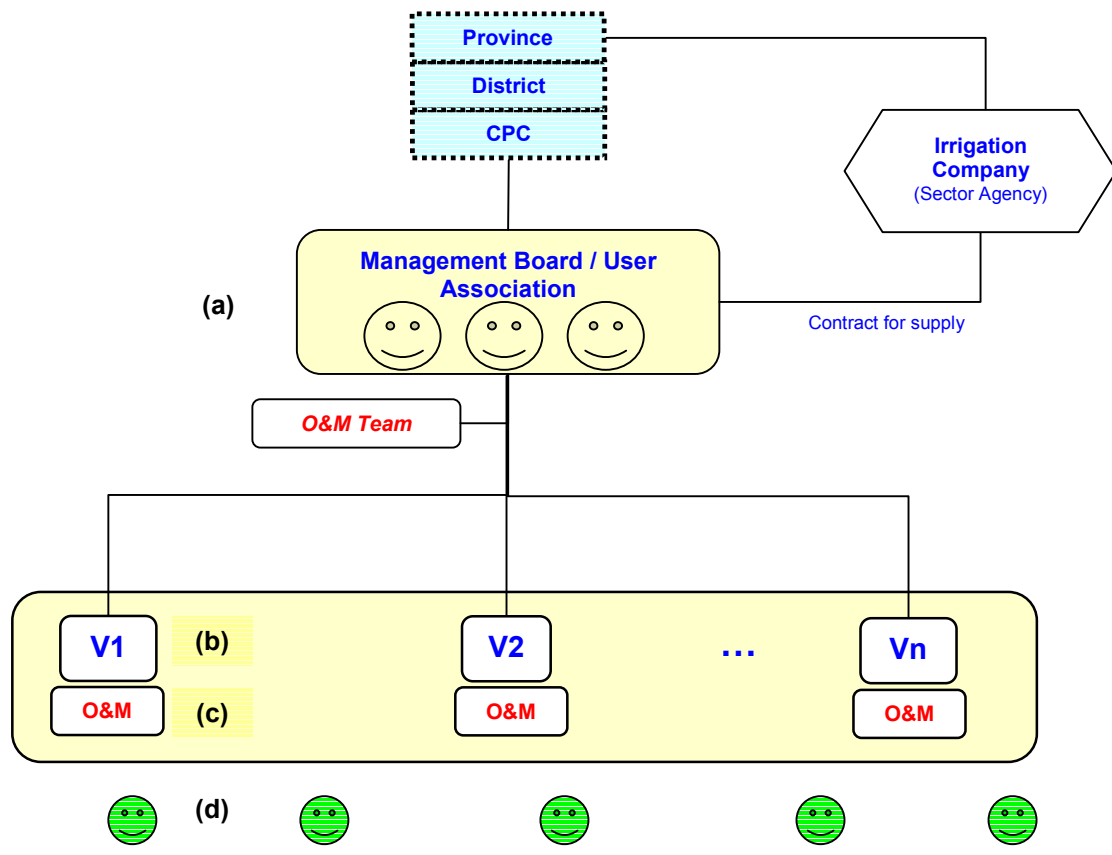 Province
District
CPC
Irrigation
Company
(Sector Agency)
Management Board / User
Association
(a)
Contract for supply
O&M Team
V1
(b)
V2
...
Vn
O&M
(c)
O&M
O&M
(d)